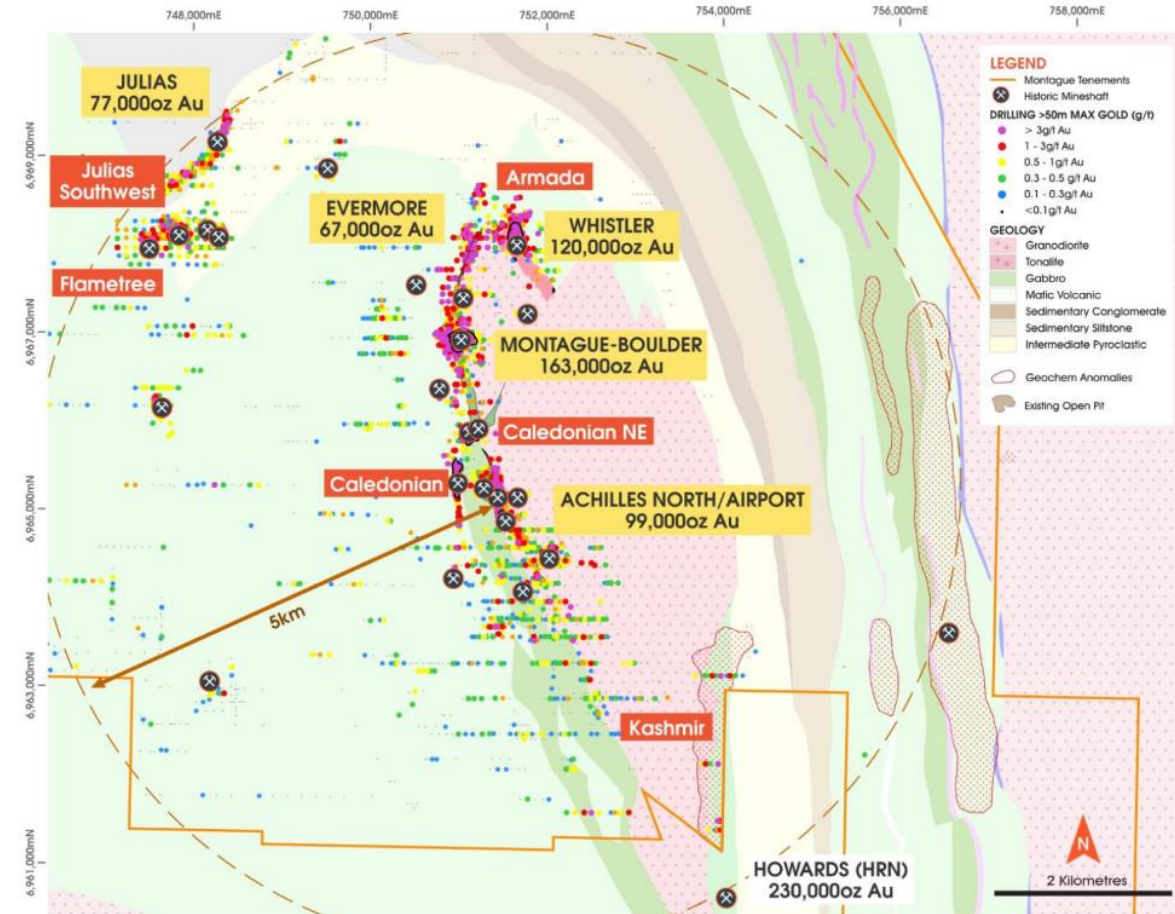 748,000mE
750,000mE
752,000mE
754,000mE
756,000mE
758,000mE
6,969,000mN
6,967,000mN
6,965,000mN
6,963,000mN
6,961,000mN
JULIAS
77,000oz Au
Julias
Southwest
Flametree
EVERMORE
67,000oz Au
Armada
WHISTLER
120,000oz Au
MONTAGUE-BOULDER
163,000oz Au
Caledonian NE
Caledonian
ACHILLES NORTH/AIRPORT
99,000oz Au
5km
Kashmir
HOWARDS (HRN)
230,000oz Au
LEGEND
Montague Tenements
Historic Mineshaft
DRILLING >50m MAX GOLD (g/t)
> 3g/t Au
1 - 3g/t Au
0.5 - 1g/t Au
0.3 - 0.5 g/t Au
0.1 - 0.3g/t Au
<0.1g/t Au
GEOLOGY
Granodiorite
Tonalite
Gabbro
Mafic Volcanic
Sedimentary Conglomerate
Sedimentary Siltstone
Intermediate Pyroclastic
Geochem Anomalies
Existing Open Pit
N
2 Kilometres